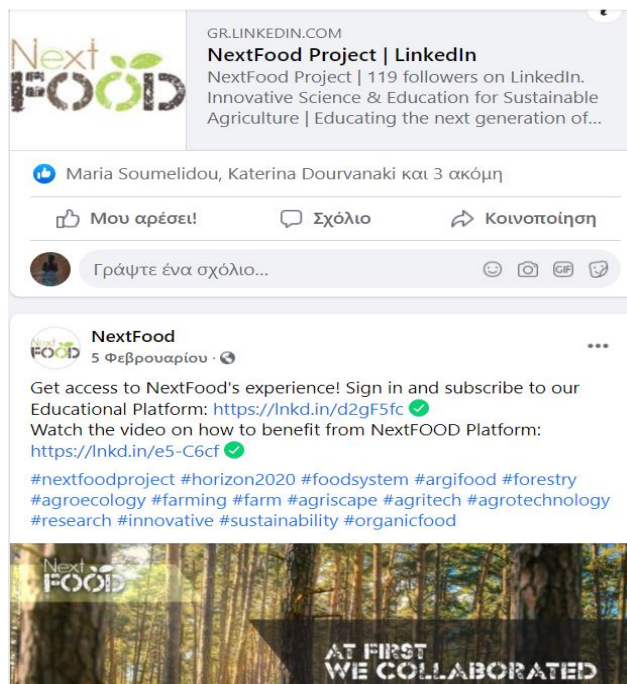 Next
FOOD
GR.LINKEDIN.COM
NextFood Project | LinkedIn
NextFood Project | 119 followers on LinkedIn.
Innovative Science & Education for Sustainable
Agriculture | Educating the next generation of...
Maria Soumelidou, Katerina Dourvanaki και 3 ακόμη
Μου αρέσει! Σχόλιο Κοινοποίηση
Γράψτε ένα σχόλιο... GIF
Next
FOOD
NextFood
5 Φεβρουαρίου ·
Get access to NextFood's experience! Sign in and subscribe to our
Educational Platform: https://lnkd.in/d2gF5fc
Watch the video on how to benefit from NextFOOD Platform:
https://lnkd.in/e5-C6cf
#nextfoodproject #horizon2020 #foodsystem #argifood #forestry
#agroecology #farming #farm #agriscape #agritech #agrotechnology
#research #innovative #sustainability #organicfood
Next
FOOD
AT FIRST
WE COLLABORATED